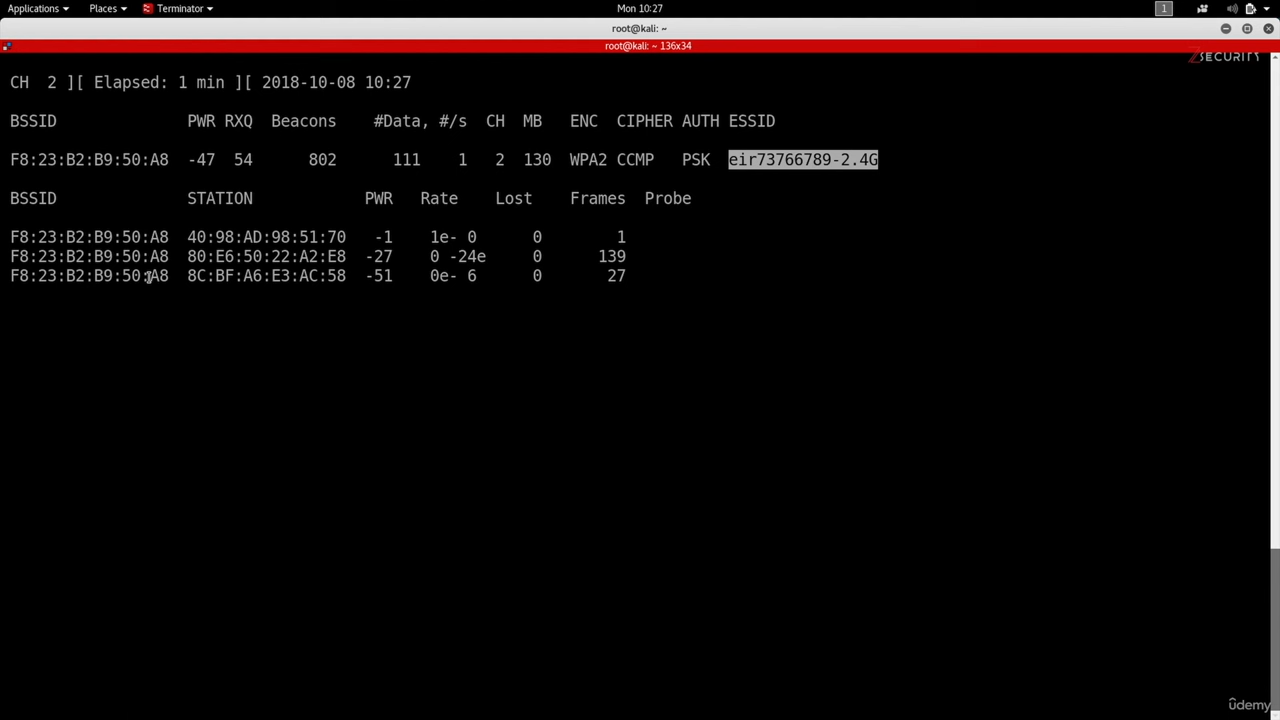 Applications Places Terminator Mon 10:27 1
root@kali: ~
root@kali: ~ 136x34
ZSECURITY
CH 2 ][ Elapsed: 1 min ][ 2018-10-08 10:27
BSSID PWR RXQ Beacons #Data, #/s CH MB ENC CIPHER AUTH ESSID
F8:23:B2:B9:50:A8 -47 54 802 111 1 2 130 WPA2 CCMP PSK eir73766789-2.4G
BSSID STATION PWR Rate Lost Frames Probe
F8:23:B2:B9:50:A8 40:98:AD:98:51:70 -1 1e- 0 0 1
F8:23:B2:B9:50:A8 80:E6:50:22:A2:E8 -27 0 -24e 0 139
F8:23:B2:B9:50:A8 8C:BF:A6:E3:AC:58 -51 0e- 6 0 27
ûdemy